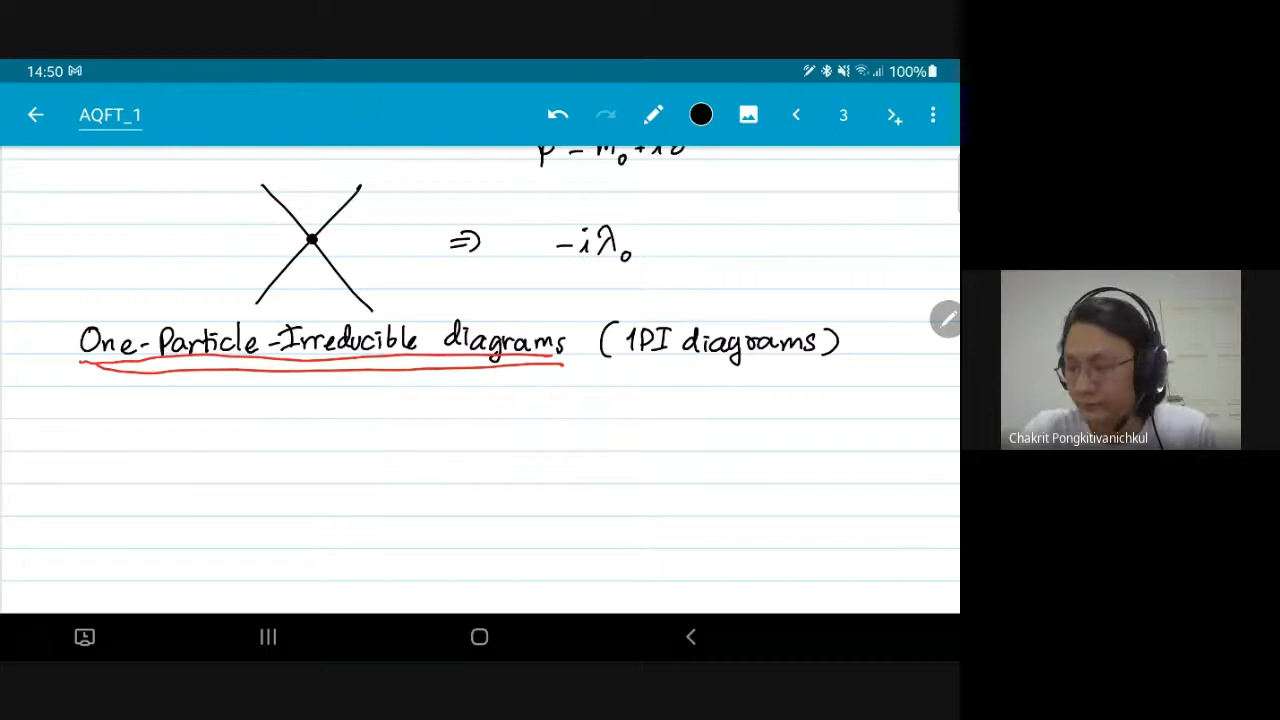 14:50 100%
AQFT_1 3
⇒ -iλ₀
One-Particle-Irreducible diagrams (1PI diagrams)
Chakrit Pongkitivanichkul